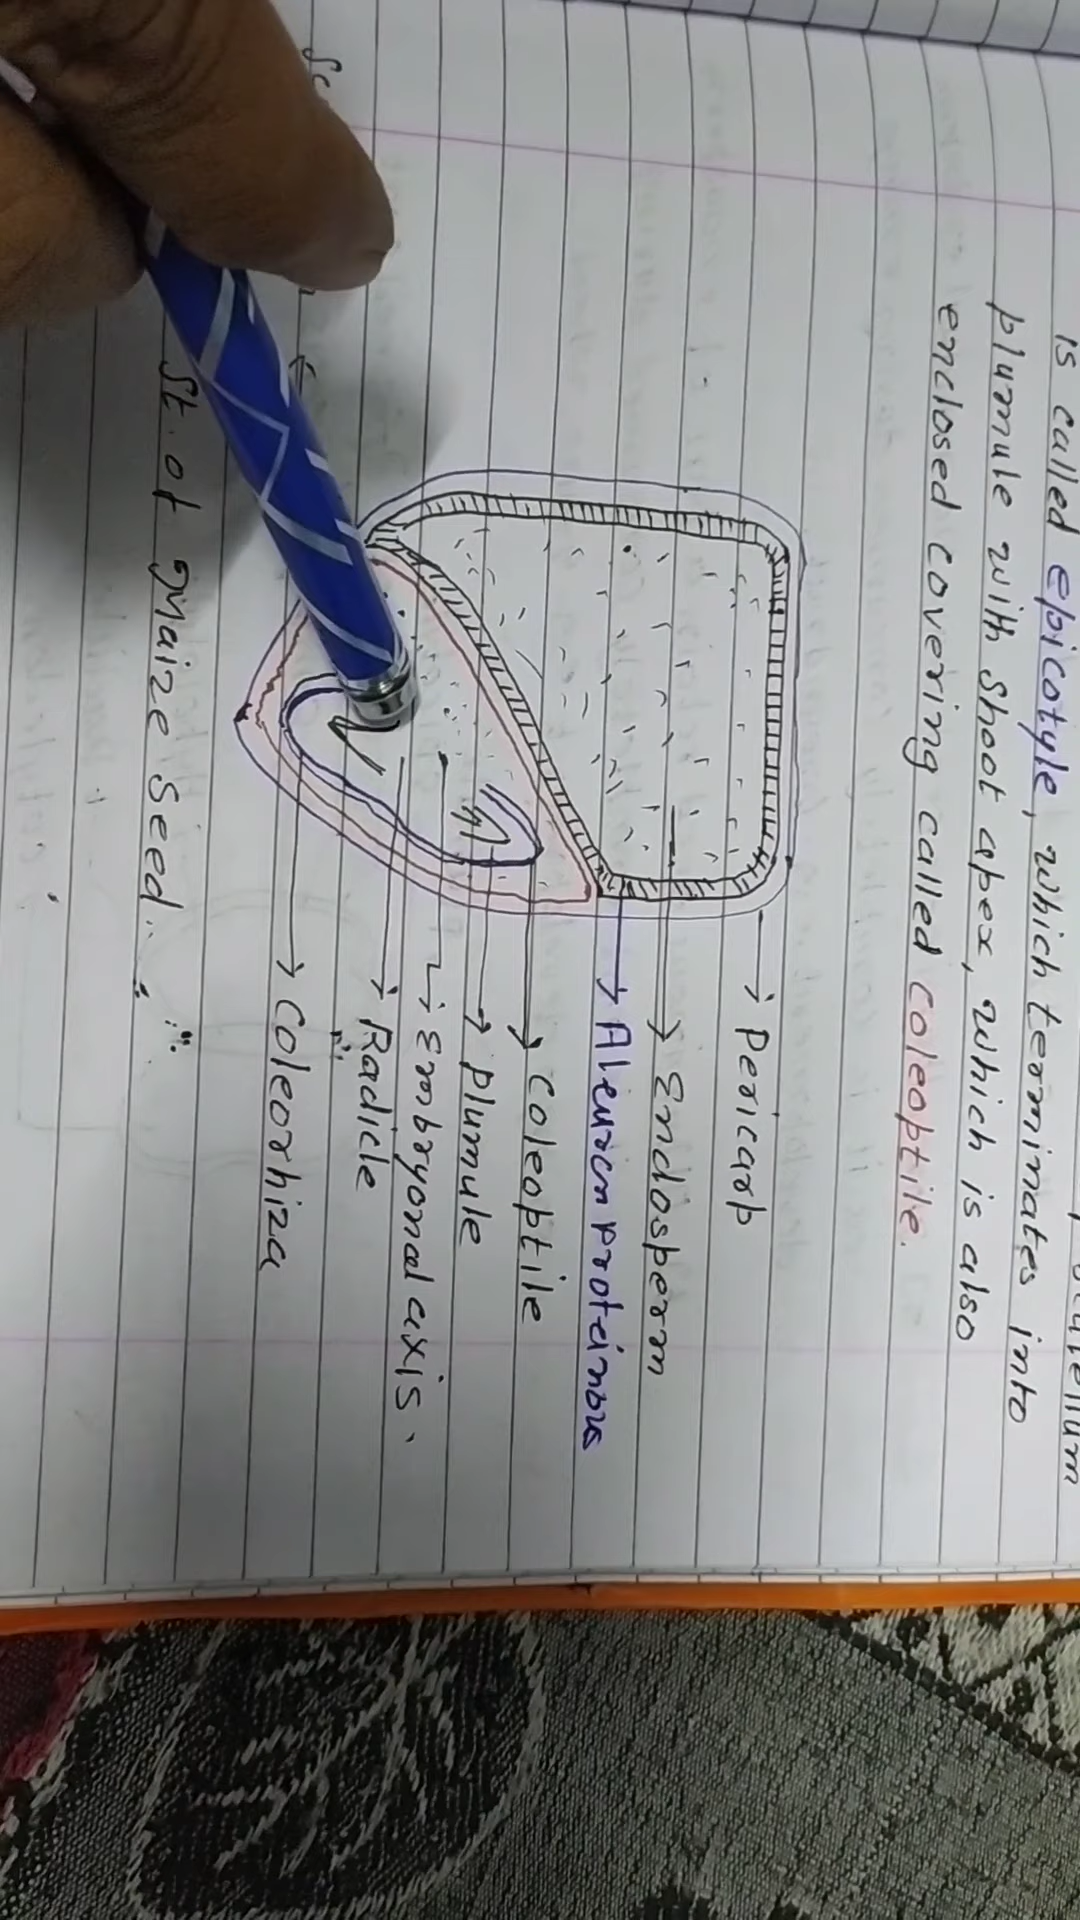 is called epicotyle, which terminates into
plumule with shoot apex, which is also
enclosed covering called coleoptile.
Pericarp
Endosperm
Aleuron proteinous
Coleoptile
Plumule
Embryonal axis.
Radicle
Coleorhiza
St. of Maize Seed.